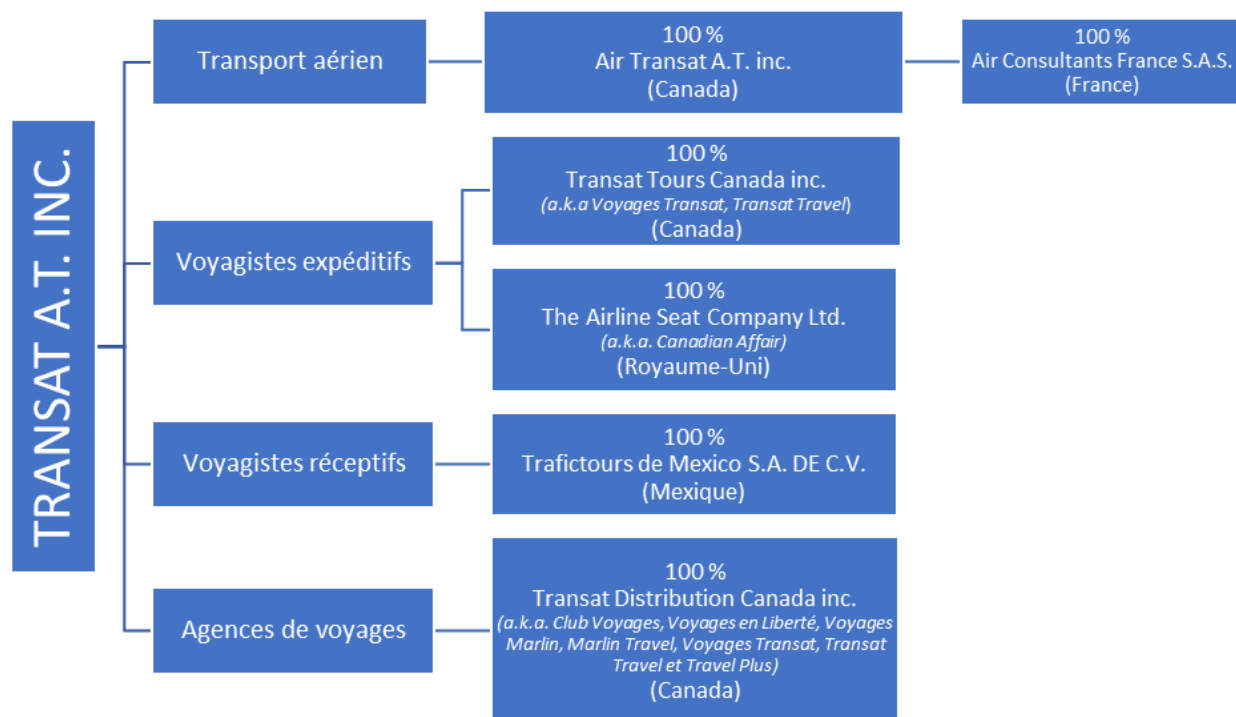 TRANSAT A.T. INC.
Transport aérien
100 %
Air Transat A.T. inc.
(Canada)
100 %
Air Consultants France S.A.S.
(France)
Voyagistes expéditifs
100 %
Transat Tours Canada inc.
(a.k.a Voyages Transat, Transat Travel)
(Canada)
100 %
The Airline Seat Company Ltd.
(a.k.a. Canadian Affair)
(Royaume-Uni)
Voyagistes réceptifs
100 %
Trafictours de Mexico S.A. DE C.V.
(Mexique)
Agences de voyages
100 %
Transat Distribution Canada inc.
(a.k.a. Club Voyages, Voyages en Liberté, Voyages
Marlin, Marlin Travel, Voyages Transat, Transat
Travel et Travel Plus)
(Canada)